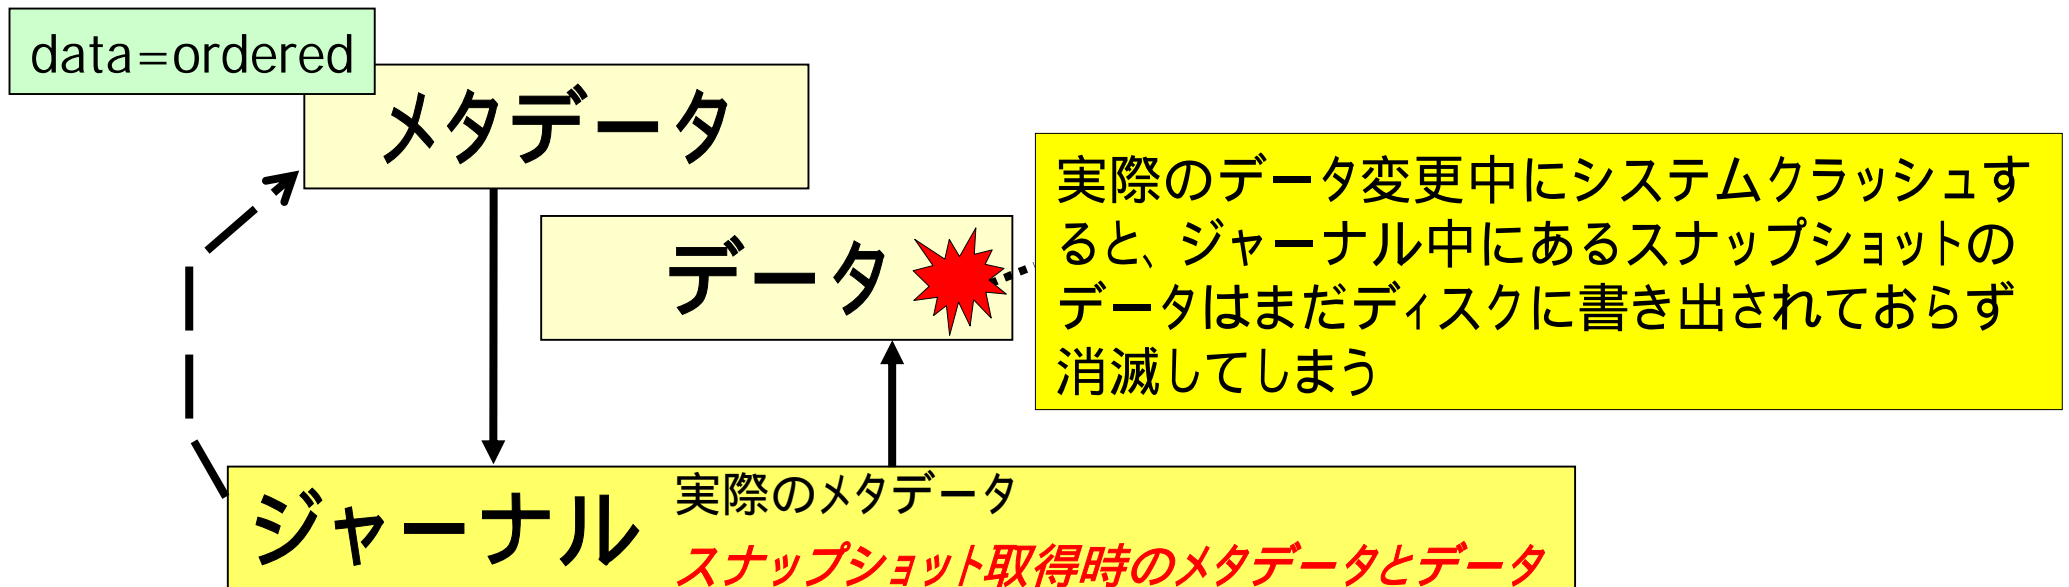 data=ordered
メタデータ
データ
実際のデータ変更中にシステムクラッシュす
ると、ジャーナル中にあるスナップショットの
データはまだディスクに書き出されておらず
消滅してしまう
ジャーナル
実際のメタデータ
スナップショット取得時のメタデータとデータ